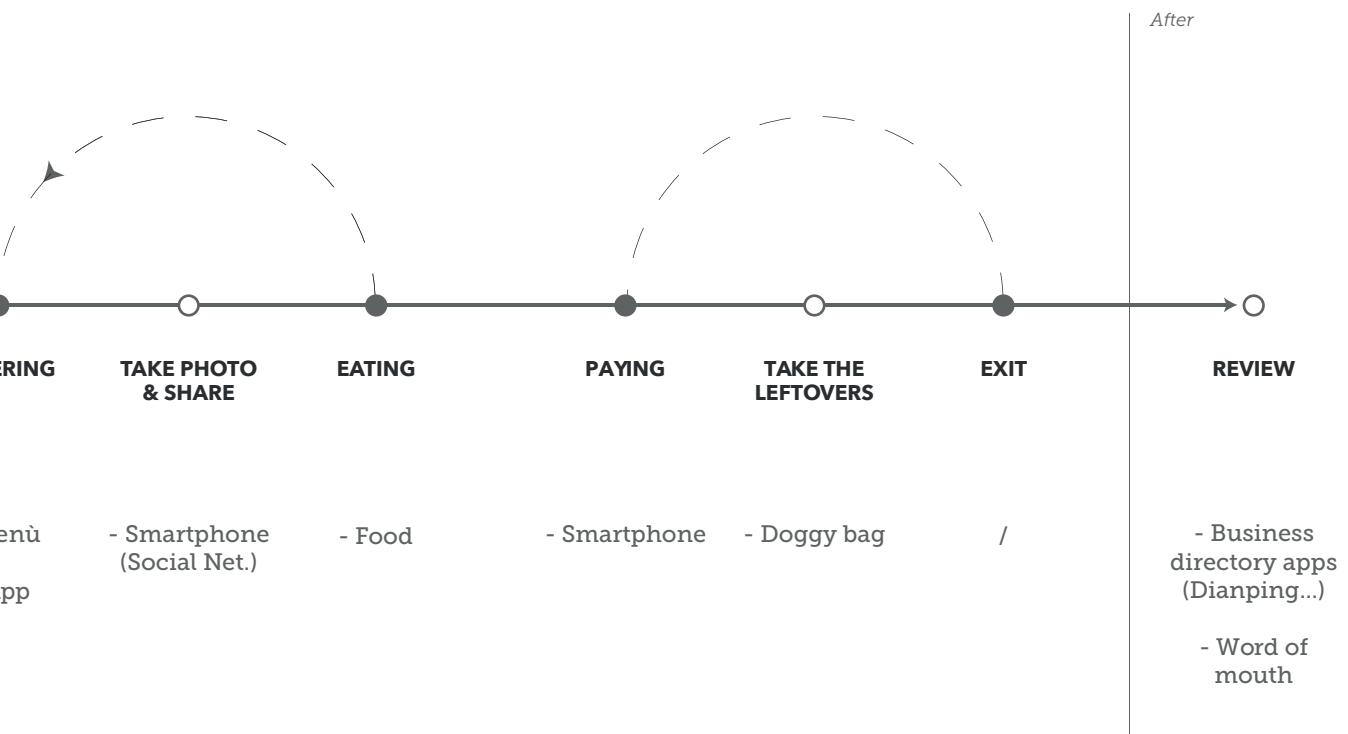 After
ERING
TAKE PHOTO
& SHARE
EATING
PAYING
TAKE THE
LEFTOVERS
EXIT
REVIEW
enù
pp
- Smartphone
(Social Net.)
- Food
- Smartphone
- Doggy bag
/
- Business
directory apps
(Dianping...)
- Word of
mouth